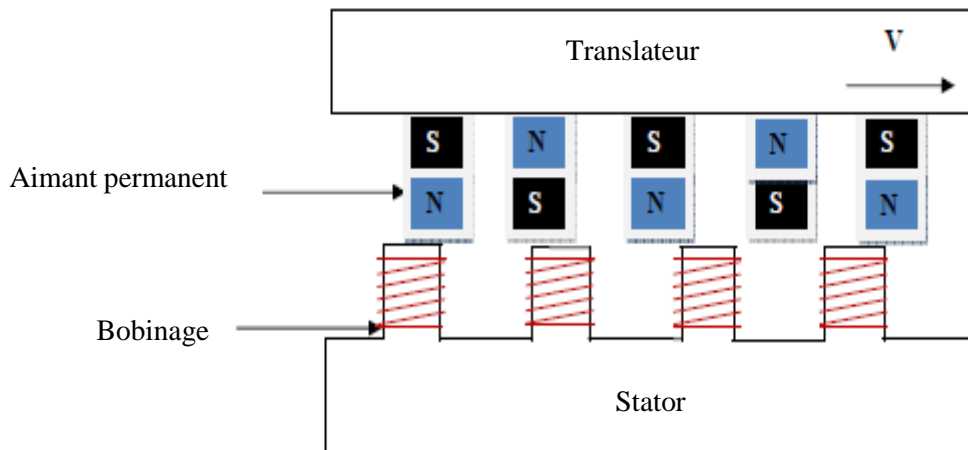 Translateur
V
S N S N S
Aimant permanent
N S N S N
Bobinage
Stator